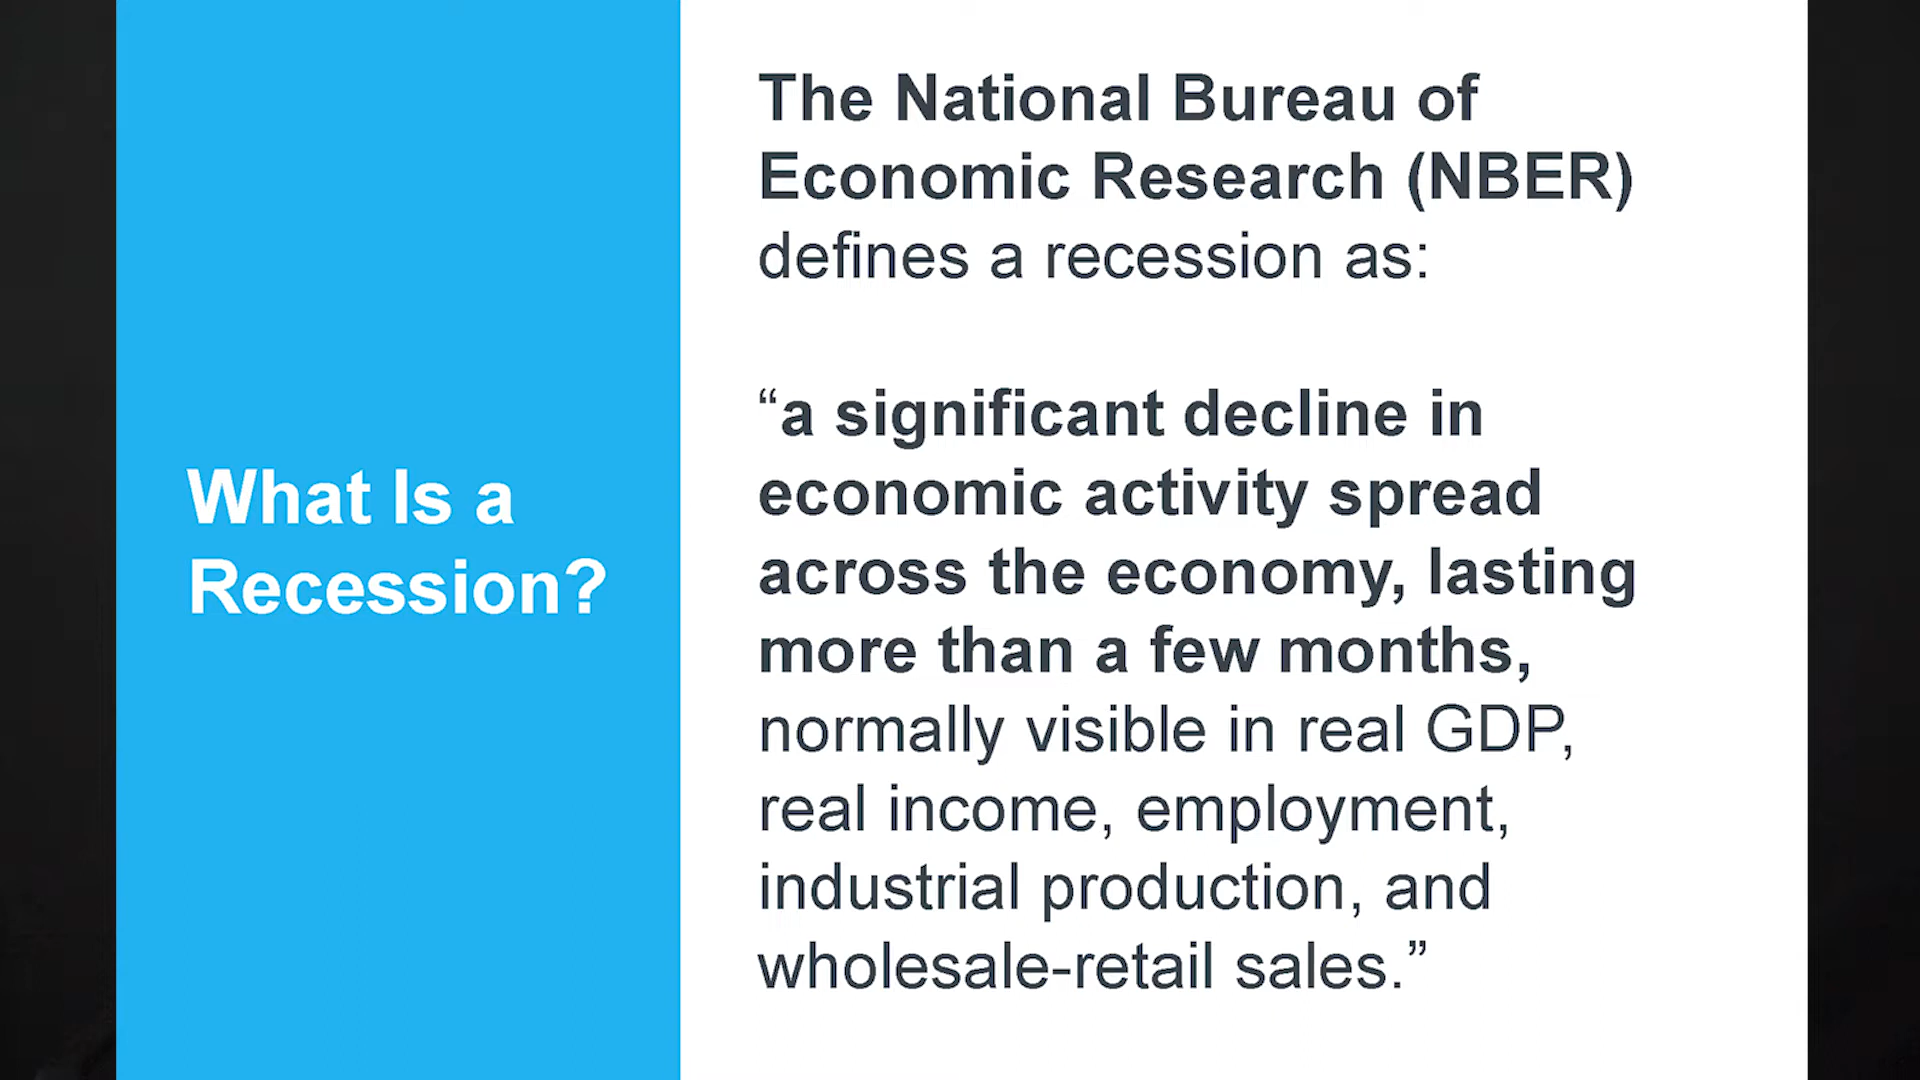 What Is a
Recession?
The National Bureau of
Economic Research (NBER)
defines a recession as:
“a significant decline in
economic activity spread
across the economy, lasting
more than a few months,
normally visible in real GDP,
real income, employment,
industrial production, and
wholesale-retail sales.”